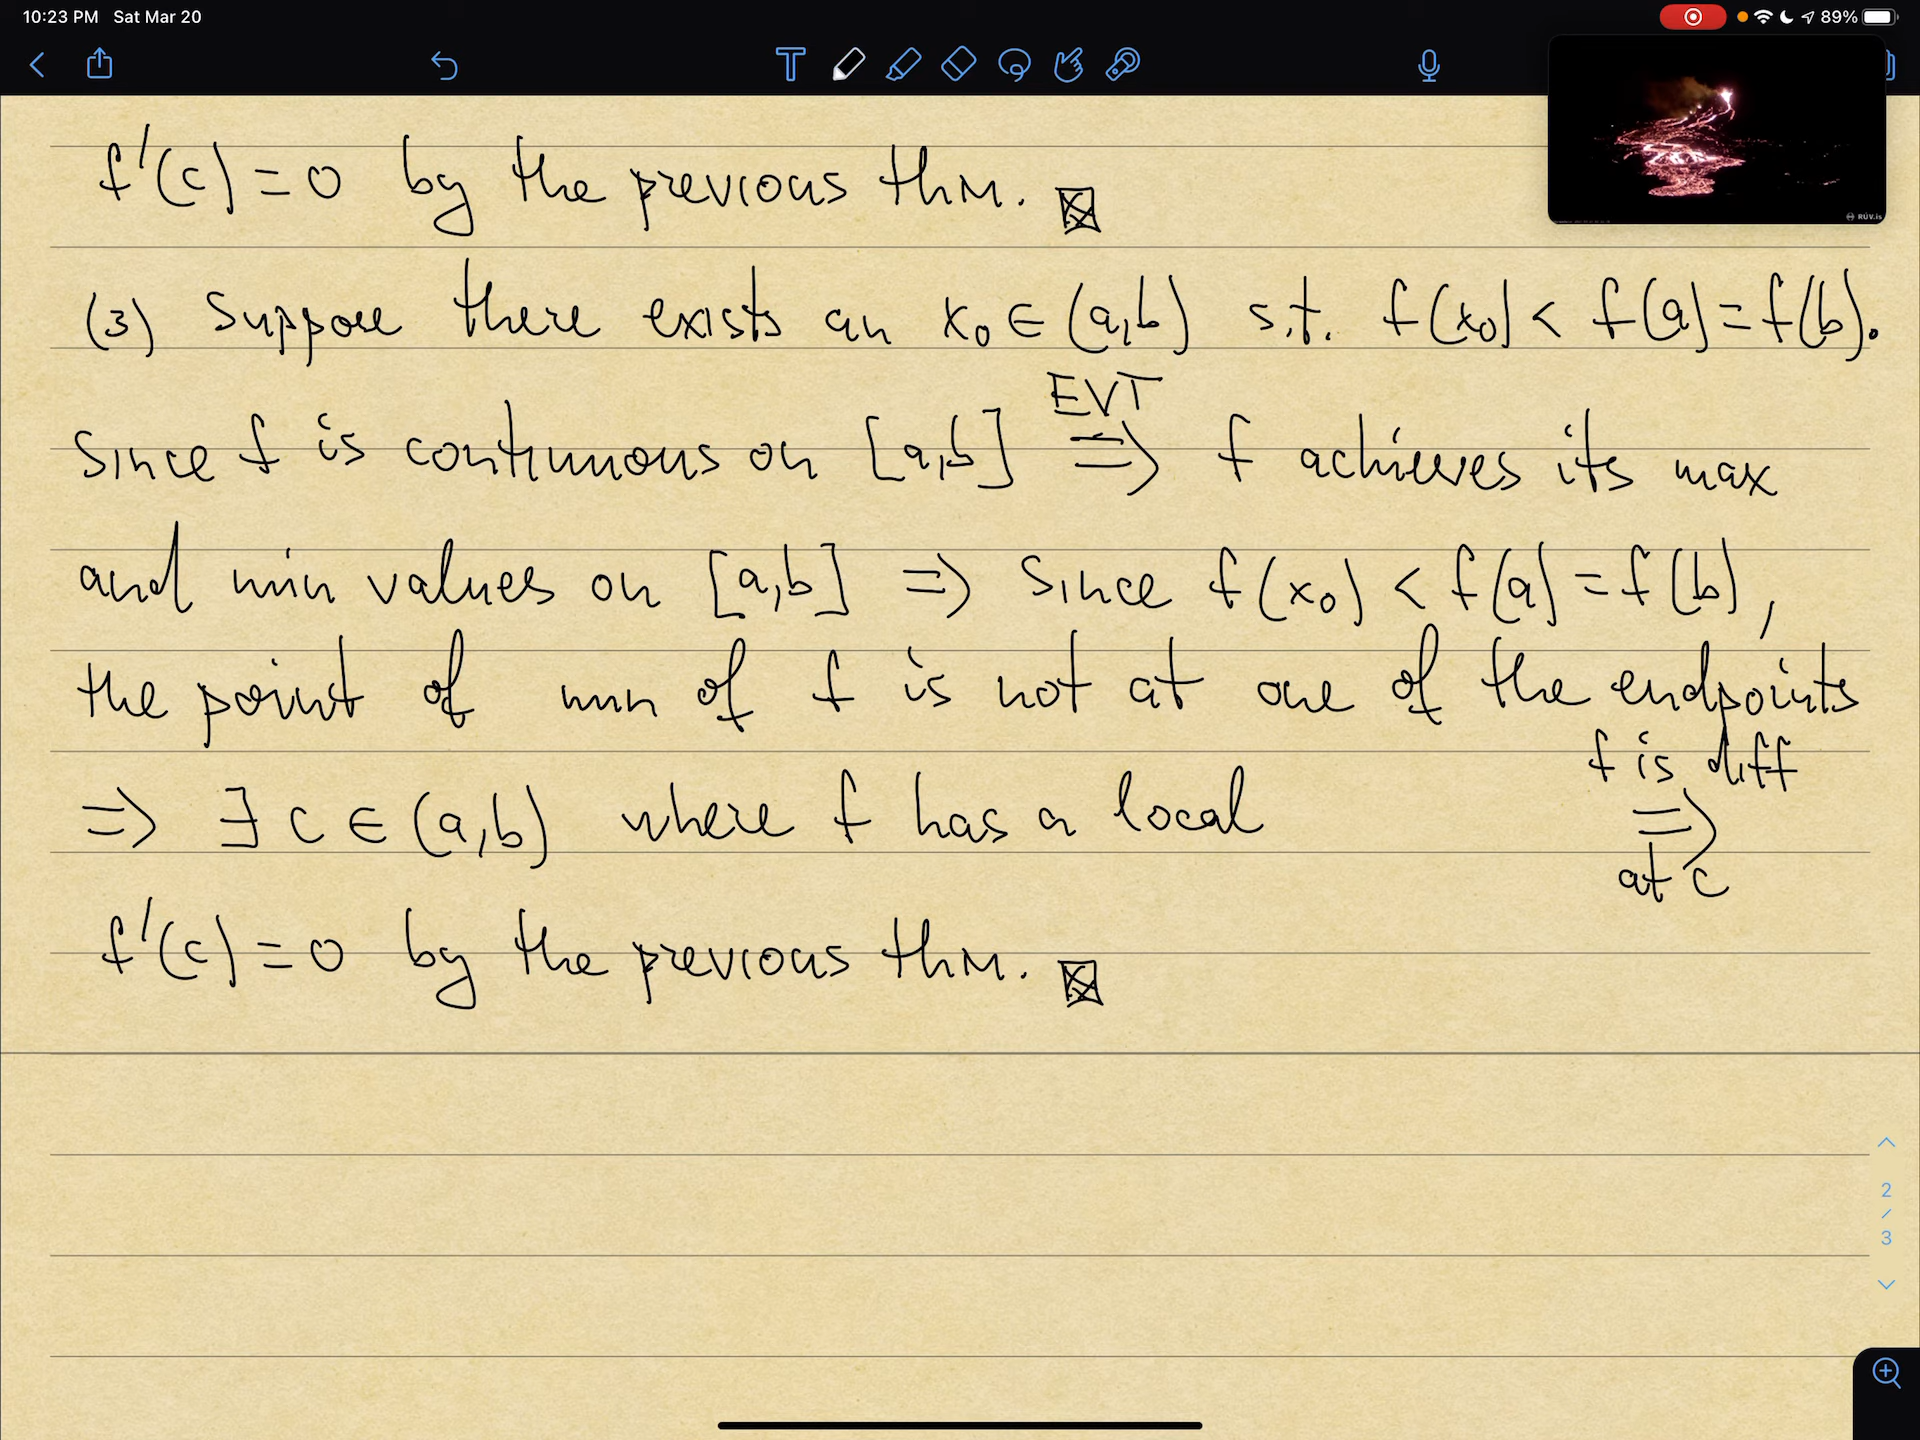 10:23 PM Sat Mar 20 89%
RÚV.is
f'(c) = 0 by the previous thm.
(3) Suppose there exists an x₀ ∈ (a,b) s.t. f(x₀) < f(a) = f(b).
EVT
Since f is continuous on [a,b] ⇒ f achieves its max
and min values on [a,b] ⇒ Since f(x₀) < f(a) = f(b),
the point of min of f is not at one of the endpoints
f is diff
⇒ ∃ c ∈ (a,b) where f has a local ⇒
at c
f'(c) = 0 by the previous thm.
2
/
3